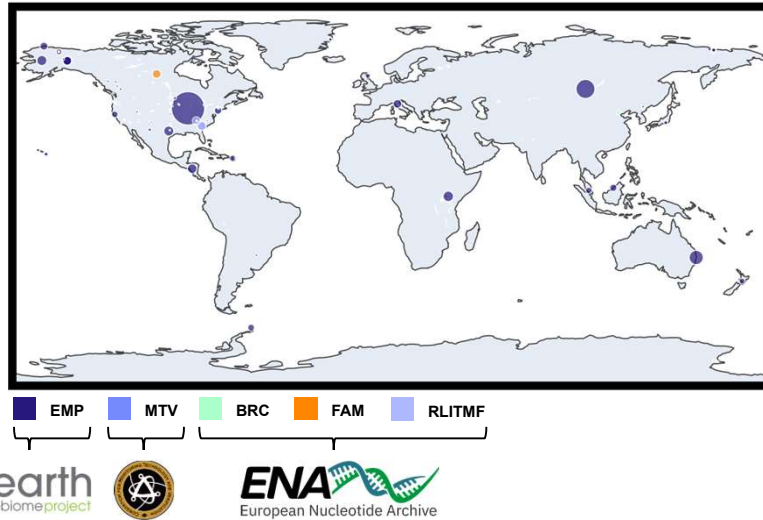 EMP MTV BRC FAM RLITMF
earth
biomeproject
ENA
European Nucleotide Archive